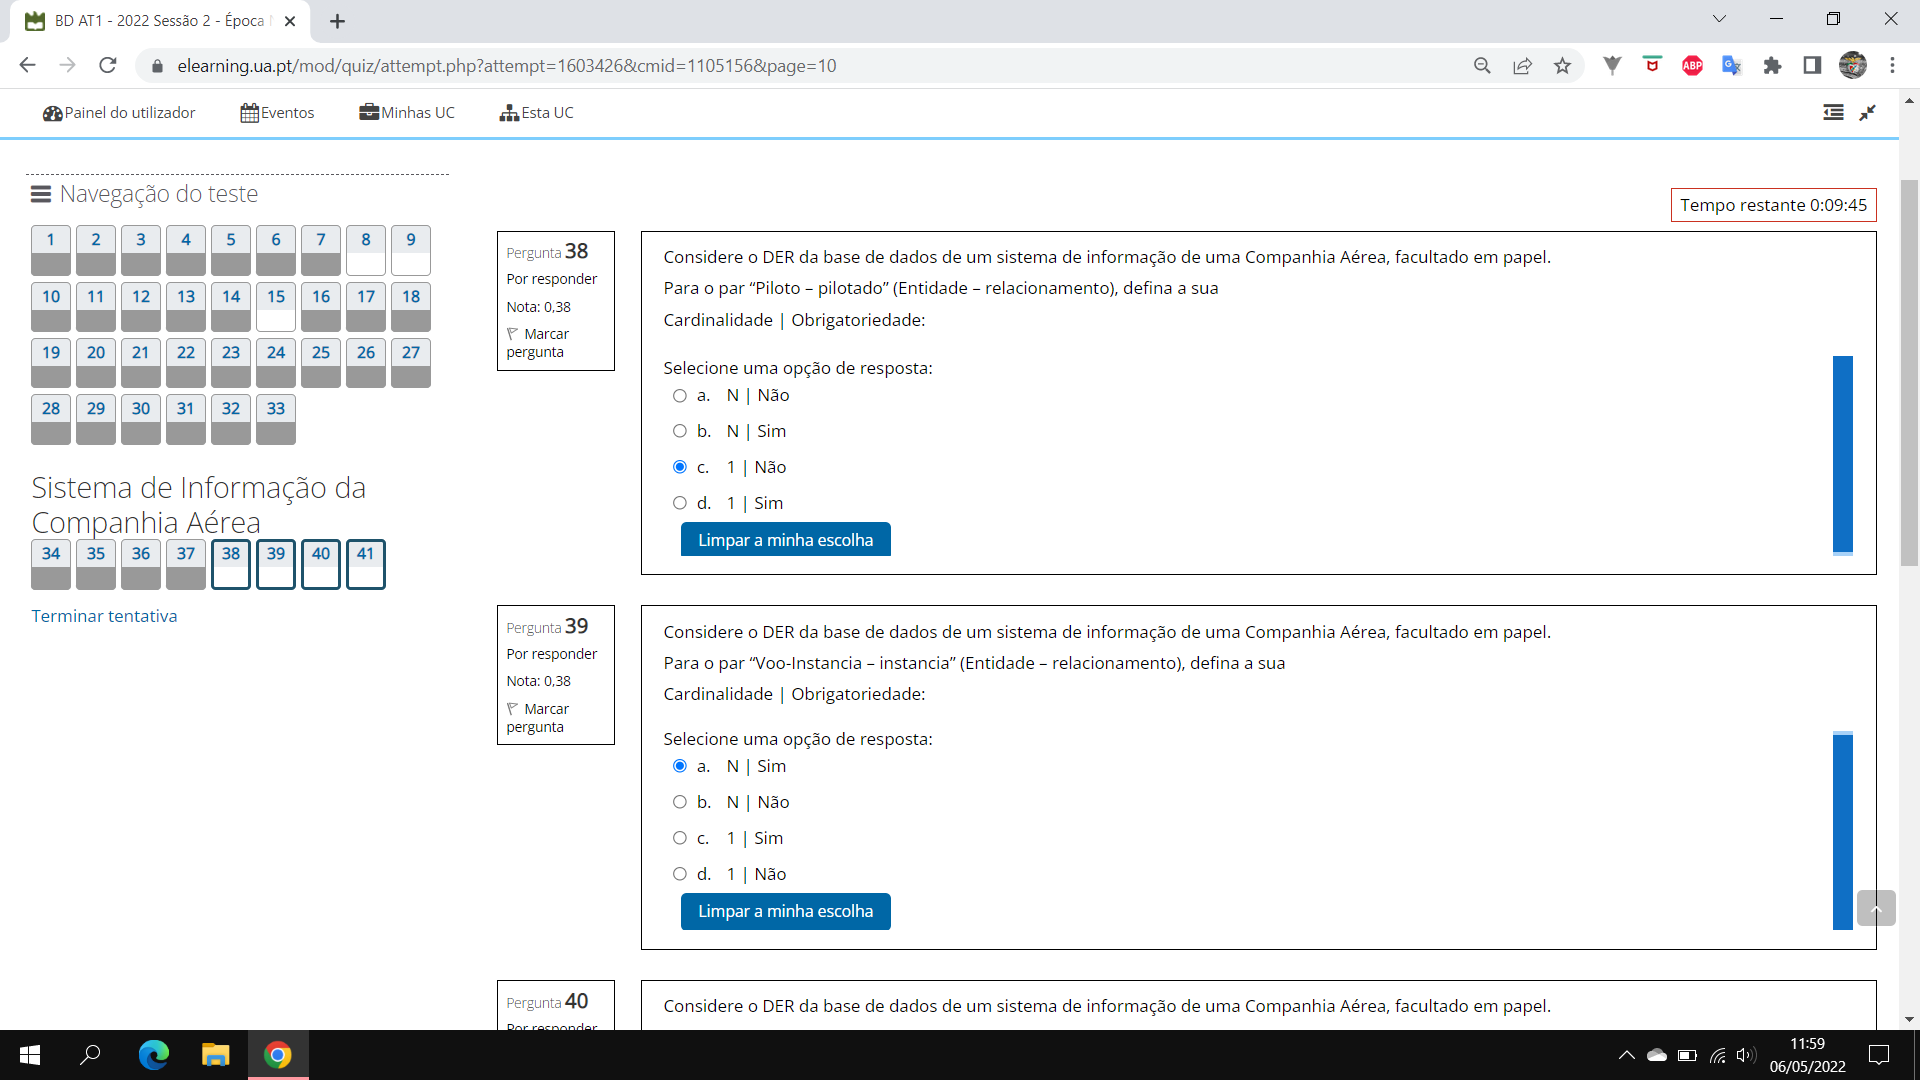 BD AT1 - 2022 Sessão 2 - Época
elearning.ua.pt/mod/quiz/attempt.php?attempt=1603426&cmid=1105156&page=10
ABP
Painel do utilizador
Eventos
Minhas UC
Esta UC
Navegação do teste
1 2 3 4 5 6 7 8 9
10 11 12 13 14 15 16 17 18
19 20 21 22 23 24 25 26 27
28 29 30 31 32 33
Sistema de Informação da
Companhia Aérea
34 35 36 37 38 39 40 41
Terminar tentativa
Tempo restante 0:09:45
Pergunta 38
Por responder
Nota: 0,38
Marcar
pergunta
Considere o DER da base de dados de um sistema de informação de uma Companhia Aérea, facultado em papel.
Para o par “Piloto – pilotado” (Entidade – relacionamento), defina a sua
Cardinalidade | Obrigatoriedade:
Selecione uma opção de resposta:
a. N | Não
b. N | Sim
c. 1 | Não
d. 1 | Sim
Limpar a minha escolha
Pergunta 39
Por responder
Nota: 0,38
Marcar
pergunta
Considere o DER da base de dados de um sistema de informação de uma Companhia Aérea, facultado em papel.
Para o par “Voo-Instancia – instancia” (Entidade – relacionamento), defina a sua
Cardinalidade | Obrigatoriedade:
Selecione uma opção de resposta:
a. N | Sim
b. N | Não
c. 1 | Sim
d. 1 | Não
Limpar a minha escolha
Pergunta 40
Por responder
Considere o DER da base de dados de um sistema de informação de uma Companhia Aérea, facultado em papel.
11:59
06/05/2022